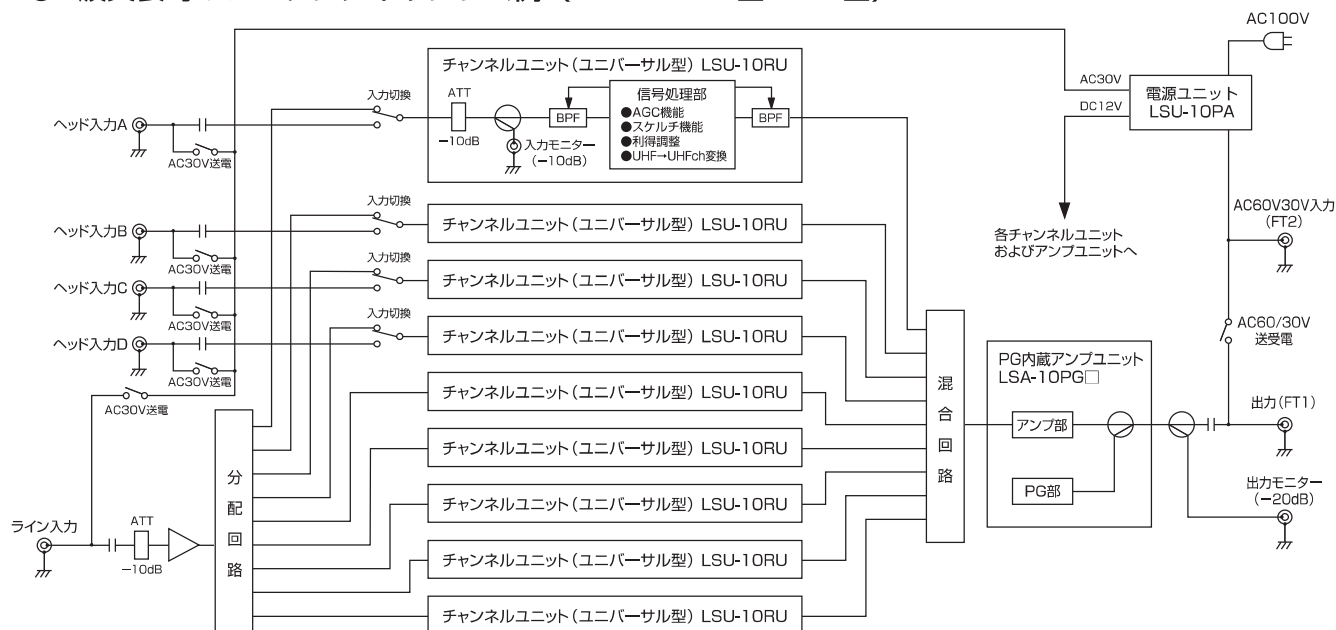 AC100V
チャンネルユニット(ユニバーサル型) LSU-10RU
入力切換
ATT
信号処理部
●AGC機能
●スケルチ機能
●利得調整
●UHF→UHFch変換
BPF
BPF
−10dB
入力モニター
(−10dB)
AC30V
DC12V
電源ユニット
LSU-10PA
ヘッド入力A
AC30V送電
入力切換
ヘッド入力B
チャンネルユニット(ユニバーサル型) LSU-10RU
AC60V30V入力
(FT2)
各チャンネルユニット
およびアンプユニットへ
AC30V送電
入力切換
ヘッド入力C
チャンネルユニット(ユニバーサル型) LSU-10RU
AC30V送電
入力切換
ヘッド入力D
チャンネルユニット(ユニバーサル型) LSU-10RU
AC60/30V
送受電
AC30V送電
AC30V送電
PG内蔵アンプユニット
LSA-10PG□
チャンネルユニット(ユニバーサル型) LSU-10RU
混合回路
アンプ部
出力(FT1)
チャンネルユニット(ユニバーサル型) LSU-10RU
分配回路
PG部
出力モニター
(−20dB)
チャンネルユニット(ユニバーサル型) LSU-10RU
ライン入力
ATT
−10dB
チャンネルユニット(ユニバーサル型) LSU-10RU
チャンネルユニット(ユニバーサル型) LSU-10RU